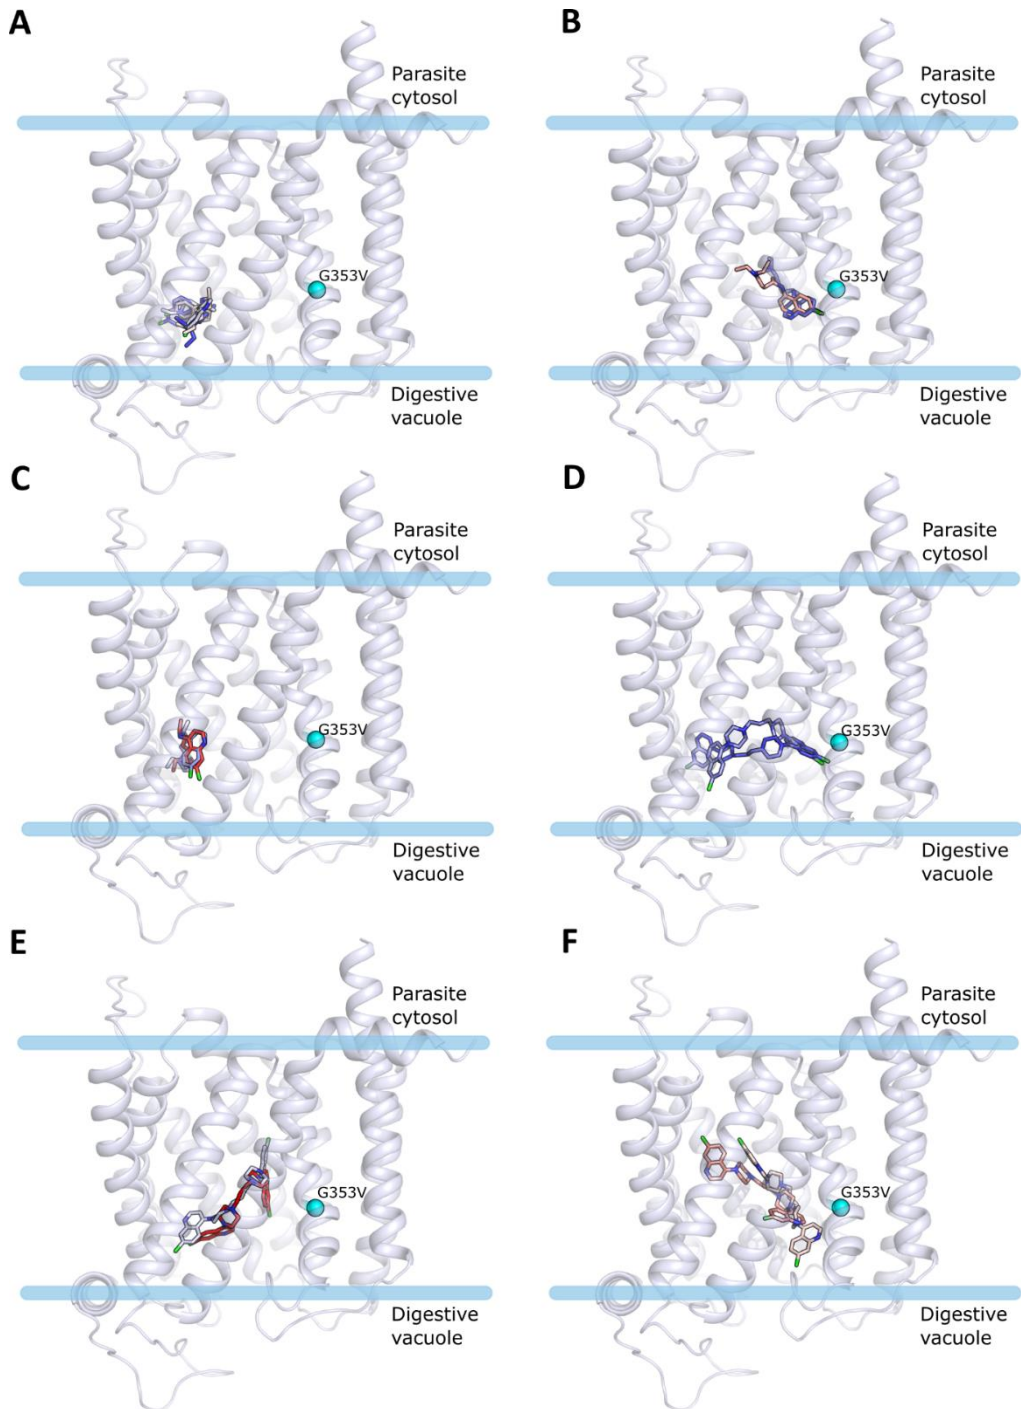 A
Parasite
cytosol
G353V
Digestive
vacuole
B
Parasite
cytosol
G353V
Digestive
vacuole
C
Parasite
cytosol
G353V
Digestive
vacuole
D
Parasite
cytosol
G353V
Digestive
vacuole
E
Parasite
cytosol
G353V
Digestive
vacuole
F
Parasite
cytosol
G353V
Digestive
vacuole